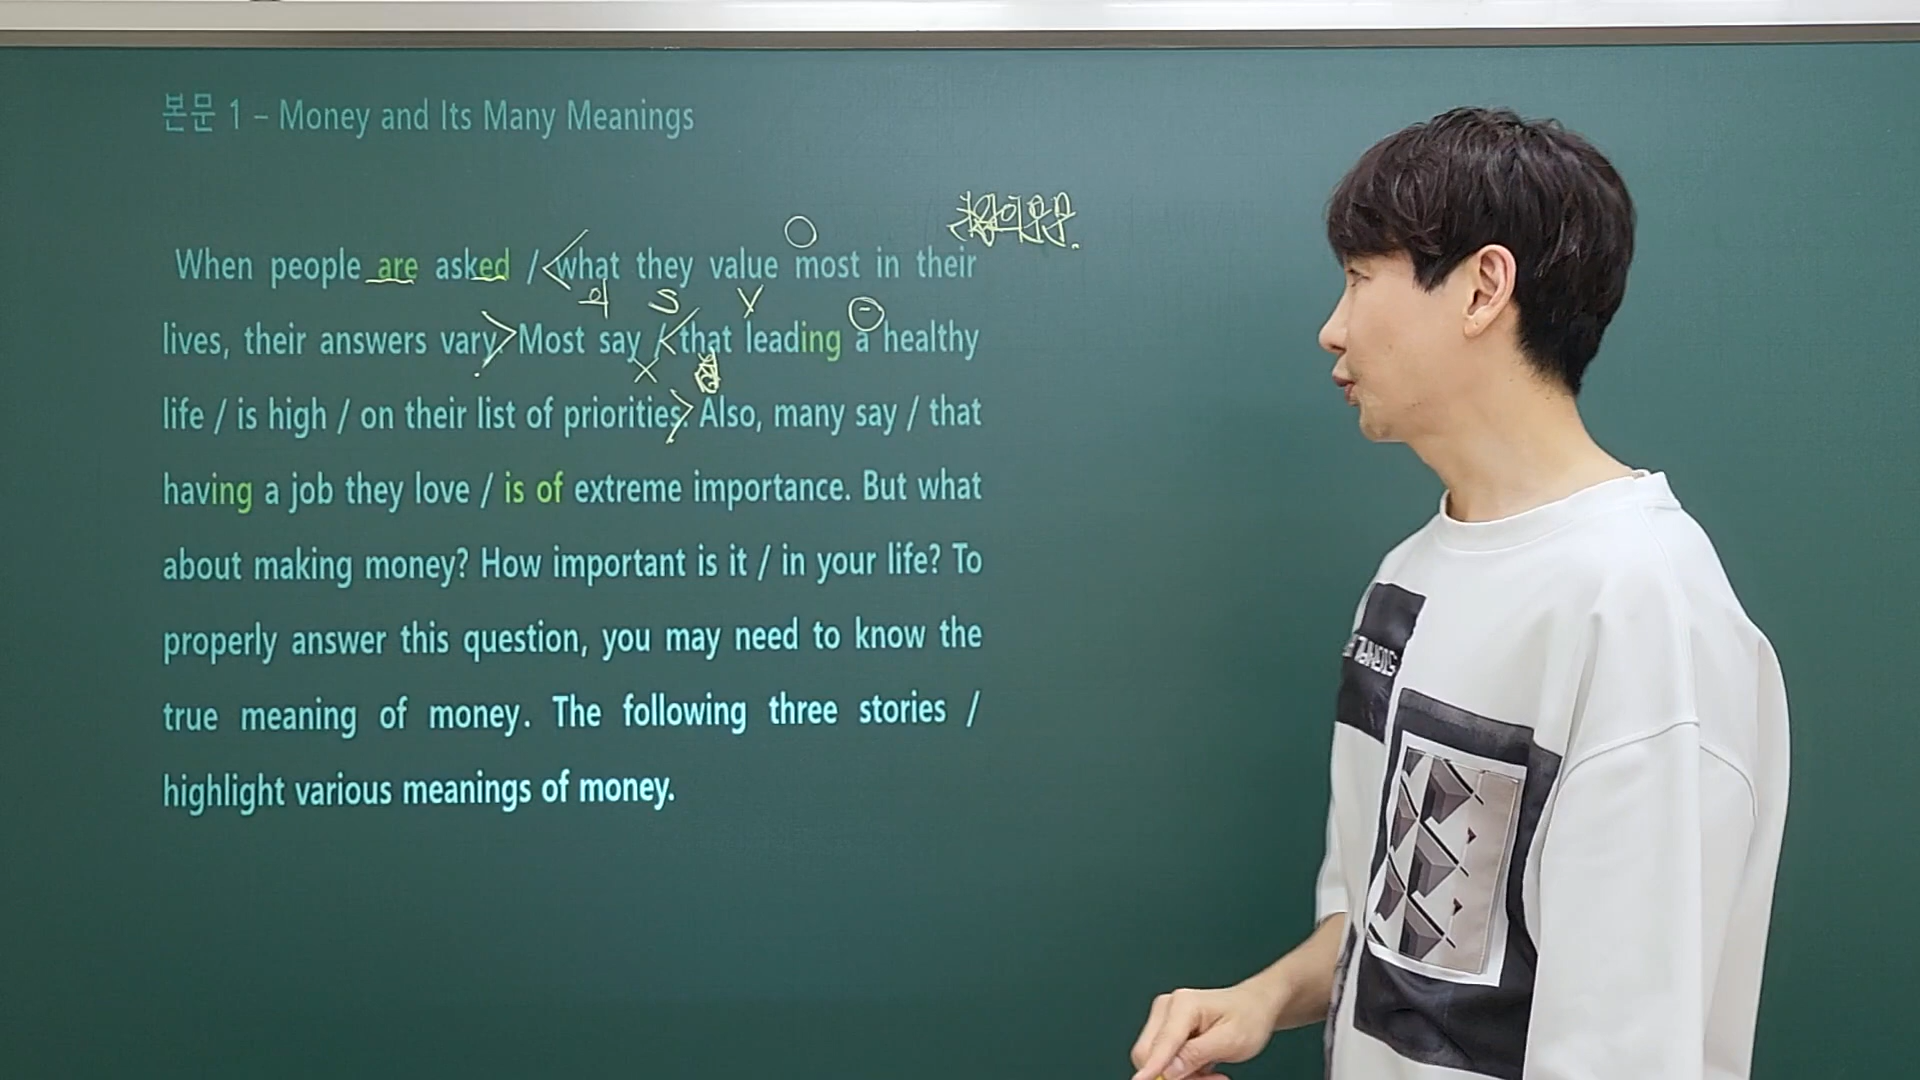 본문 1 – Money and Its Many Meanings
When people are asked / what they value most in their
의 S V
lives, their answers vary. Most say / that leading a healthy
X
life / is high / on their list of priorities. Also, many say / that
having a job they love / is of extreme importance. But what
about making money? How important is it / in your life? To
properly answer this question, you may need to know the
true meaning of money. The following three stories /
highlight various meanings of money.